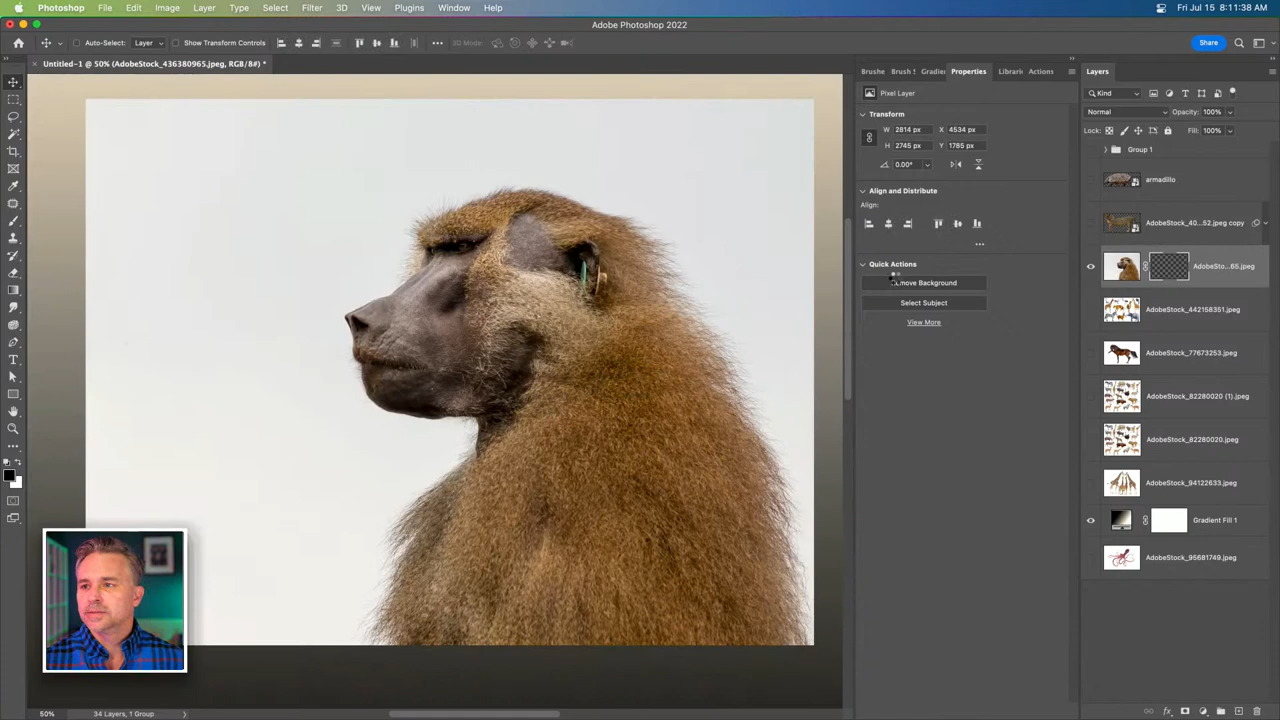 Photoshop File Edit Image Layer Type Select Filter 3D View Plugins Window Help Fri Jul 15 8:11:38 AM
Adobe Photoshop 2022
Auto-Select: Layer Show Transform Controls 3D Mode: Share
Untitled-1 @ 50% (AdobeStock_436380965.jpeg, RGB/8#) *
Brushe Brush S Gradie Properties Librari Actions
Pixel Layer
Transform
W 2814 px X 4534 px
H 2745 px Y 1785 px
0.00°
Align and Distribute
Align:
Quick Actions
Remove Background
Select Subject
View More
Layers
Kind
Normal Opacity: 100%
Lock: Fill: 100%
Group 1
armadillo
AdobeStock_40...52.jpeg copy
AdobeSto...65.jpeg
AdobeStock_442158351.jpeg
AdobeStock_77673253.jpeg
AdobeStock_82280020 (1).jpeg
AdobeStock_82280020.jpeg
AdobeStock_94122633.jpeg
Gradient Fill 1
AdobeStock_95681749.jpeg
50% 34 Layers, 1 Group